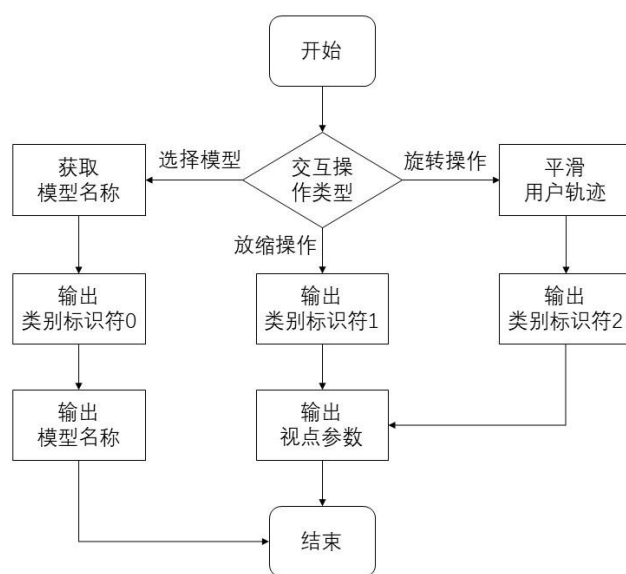 开始
选择模型
交互操
作类型
旋转操作
获取
模型名称
平滑
用户轨迹
放缩操作
输出
类别标识符0
输出
类别标识符1
输出
类别标识符2
输出
模型名称
输出
视点参数
结束